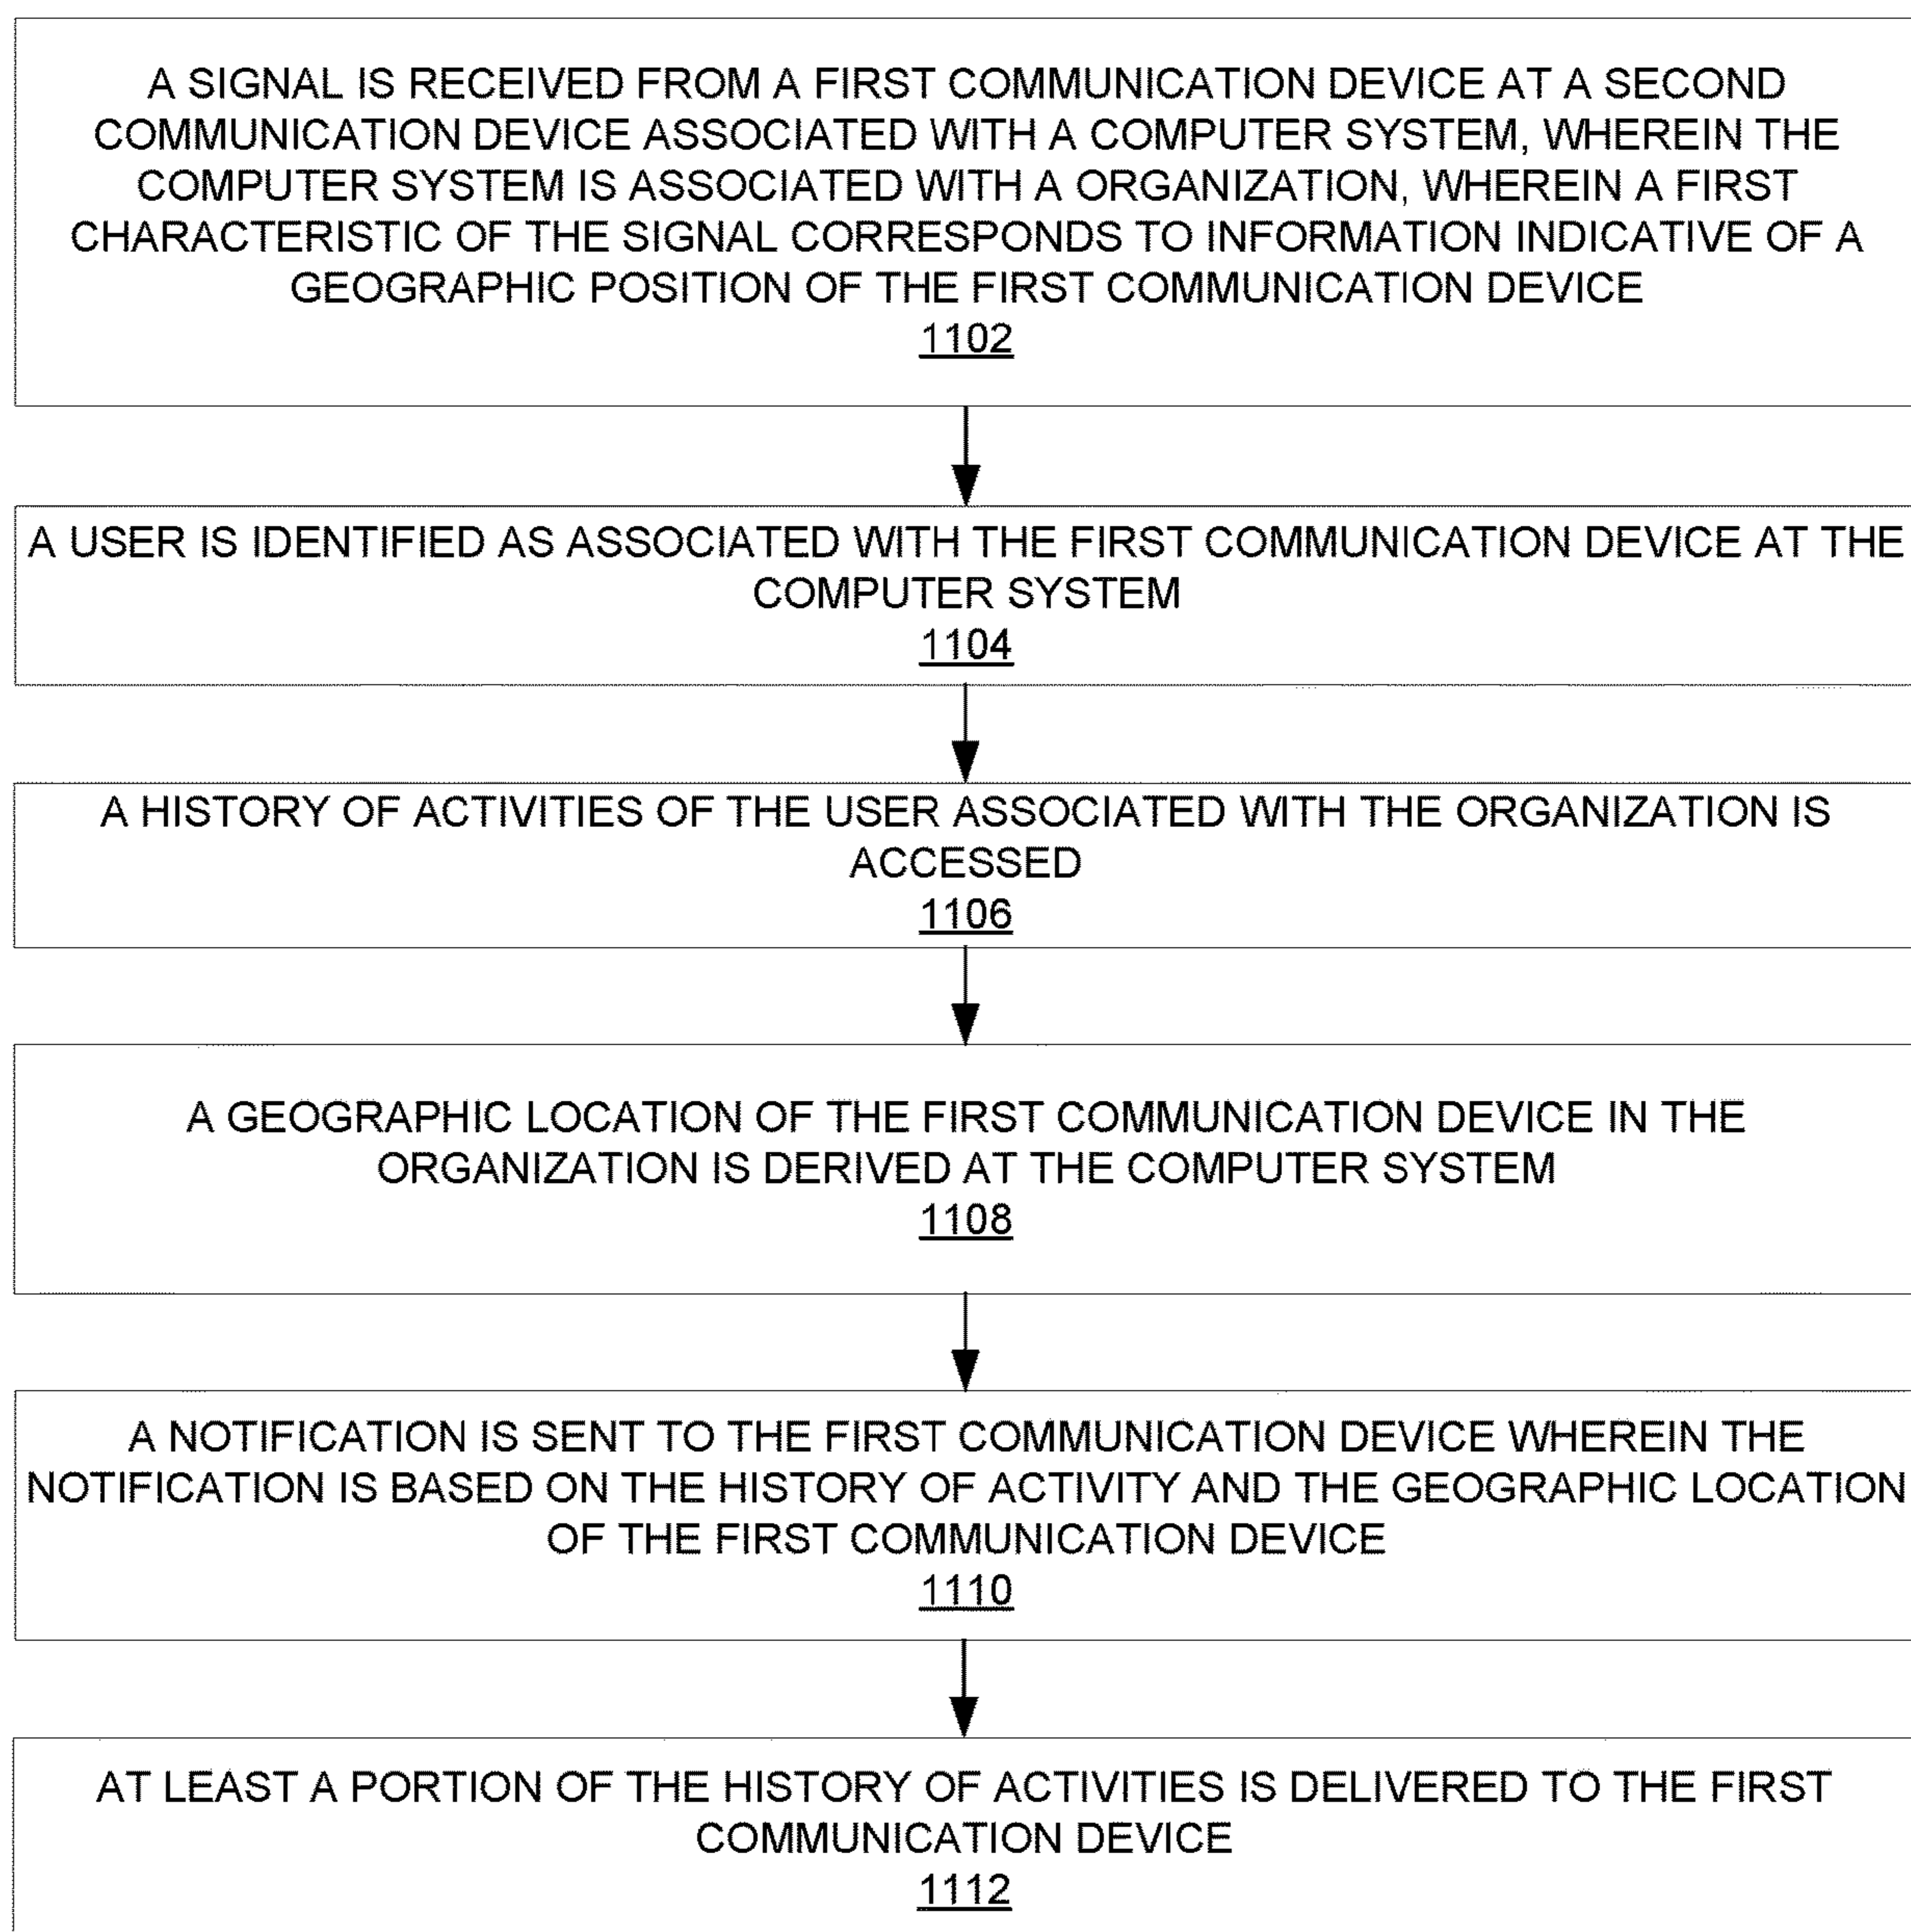 A SIGNAL IS RECEIVED FROM A FIRST COMMUNICATION DEVICE AT A SECOND
COMMUNICATION DEVICE ASSOCIATED WITH A COMPUTER SYSTEM, WHEREIN THE
COMPUTER SYSTEM IS ASSOCIATED WITH A ORGANIZATION, WHEREIN A FIRST
CHARACTERISTIC OF THE SIGNAL CORRESPONDS TO INFORMATION INDICATIVE OF A
GEOGRAPHIC POSITION OF THE FIRST COMMUNICATION DEVICE
1102
A USER IS IDENTIFIED AS ASSOCIATED WITH THE FIRST COMMUNICATION DEVICE AT THE
COMPUTER SYSTEM
1104
A HISTORY OF ACTIVITIES OF THE USER ASSOCIATED WITH THE ORGANIZATION IS
ACCESSED
1106
A GEOGRAPHIC LOCATION OF THE FIRST COMMUNICATION DEVICE IN THE
ORGANIZATION IS DERIVED AT THE COMPUTER SYSTEM
1108
A NOTIFICATION IS SENT TO THE FIRST COMMUNICATION DEVICE WHEREIN THE
NOTIFICATION IS BASED ON THE HISTORY OF ACTIVITY AND THE GEOGRAPHIC LOCATION
OF THE FIRST COMMUNICATION DEVICE
1110
AT LEAST A PORTION OF THE HISTORY OF ACTIVITIES IS DELIVERED TO THE FIRST
COMMUNICATION DEVICE
1112